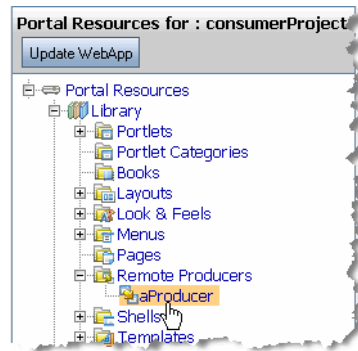 Portal Resources for : consumerProject
Update WebApp
Portal Resources
Library
Portlets
Portlet Categories
Books
Layouts
Look & Feels
Menus
Pages
Remote Producers
aProducer
Shells
Templates